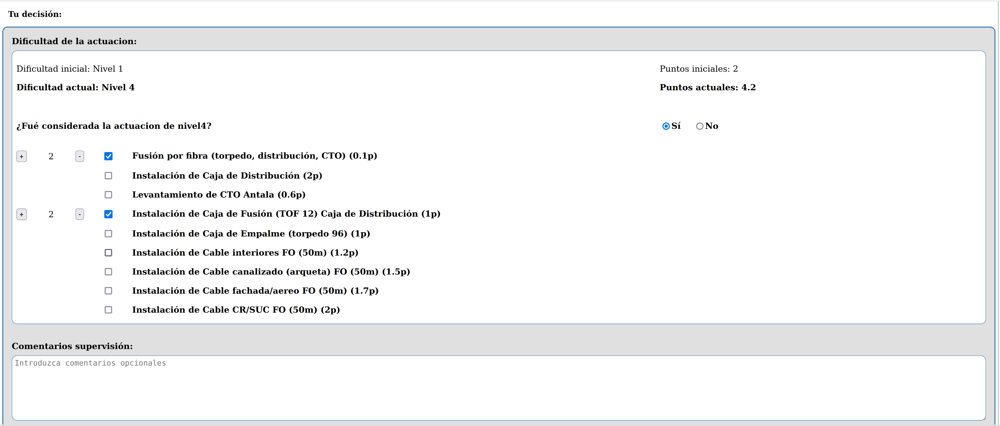 Tu decisión:
Dificultad de la actuacion:
Dificultad inicial: Nivel 1
Puntos iniciales: 2
Dificultad actual: Nivel 4
Puntos actuales: 4.2
¿Fué considerada la actuacion de nivel4?
Sí No
+ 2 - Fusión por fibra (torpedo, distribución, CTO) (0.1p)
Instalación de Caja de Distribución (2p)
Levantamiento de CTO Antala (0.6p)
+ 2 - Instalación de Caja de Fusión (TOF 12) Caja de Distribución (1p)
Instalación de Caja de Empalme (torpedo 96) (1p)
Instalación de Cable interiores FO (50m) (1.2p)
Instalación de Cable canalizado (arqueta) FO (50m) (1.5p)
Instalación de Cable fachada/aereo FO (50m) (1.7p)
Instalación de Cable CR/SUC FO (50m) (2p)
Comentarios supervisión:
Introduzca comentarios opcionales